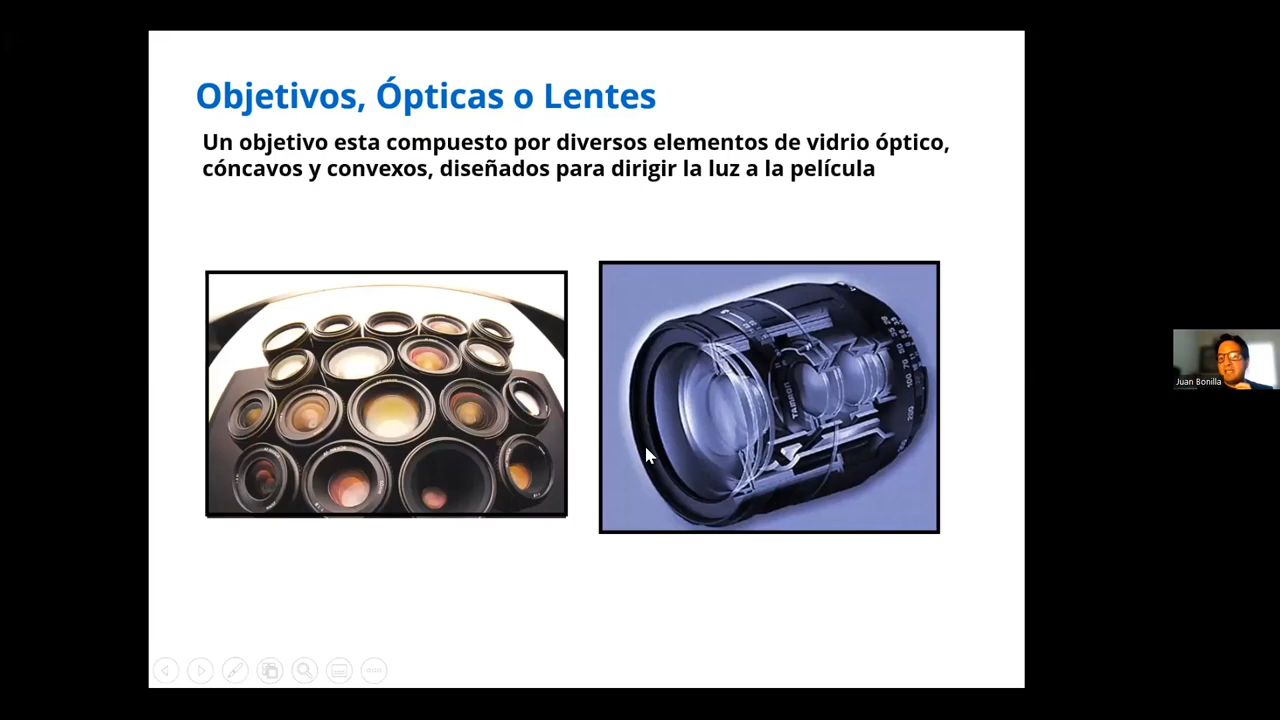 Objetivos, Ópticas o Lentes
Un objetivo esta compuesto por diversos elementos de vidrio óptico,
cóncavos y convexos, diseñados para dirigir la luz a la película
TAMRON
Juan Bonilla